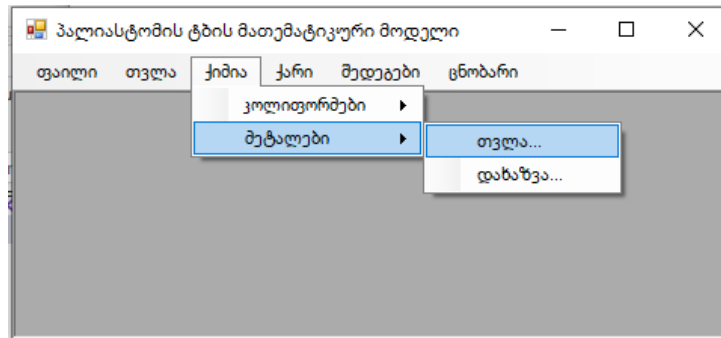 პალიასტომის ტბის მათემატიკური მოდელი
ფაილი თვლა ქიმია ქარი შედეგები ცნობარი
კოლიფორმები
მეტალები
თვლა...
დახაზვა...